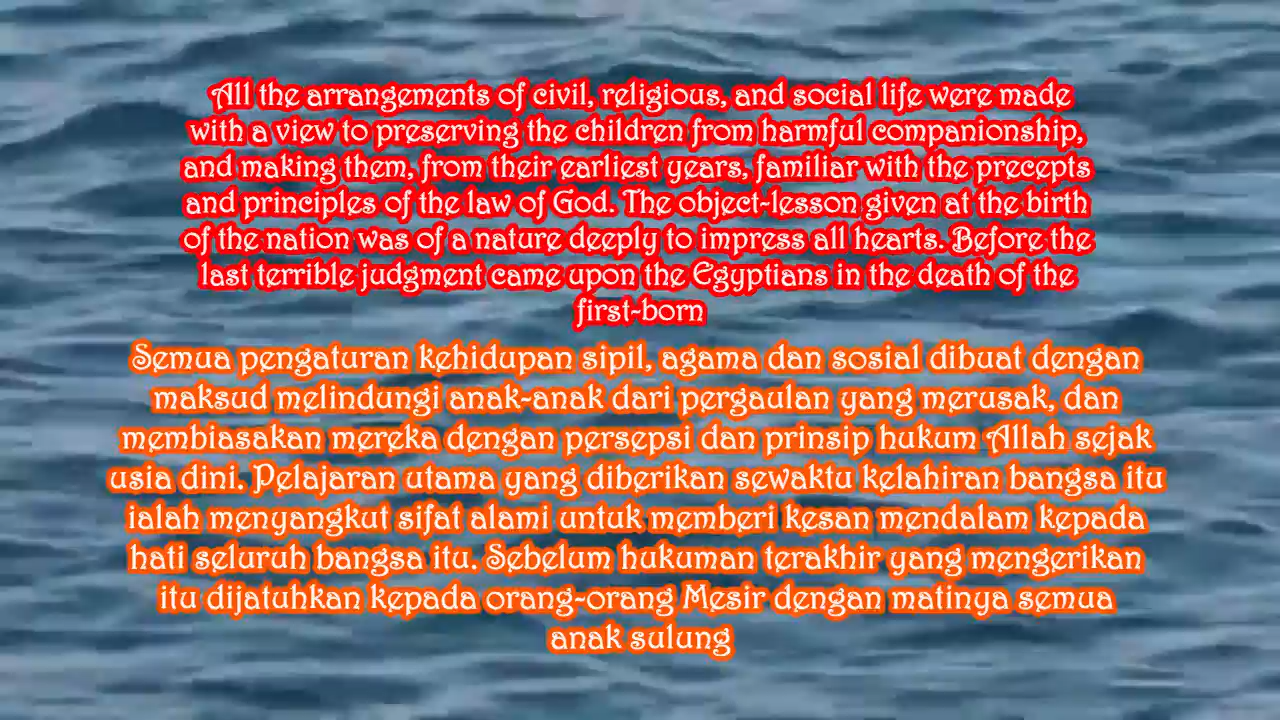 All the arrangements of civil, religious, and social life were made
with a view to preserving the children from harmful companionship,
and making them, from their earliest years, familiar with the precepts
and principles of the law of God. The object-lesson given at the birth
of the nation was of a nature deeply to impress all hearts. Before the
last terrible judgment came upon the Egyptians in the death of the
first-born
Semua pengaturan kehidupan sipil, agama dan sosial dibuat dengan
maksud melindungi anak-anak dari pergaulan yang merusak, dan
membiasakan mereka dengan persepsi dan prinsip hukum Allah sejak
usia dini. Pelajaran utama yang diberikan sewaktu kelahiran bangsa itu
ialah menyangkut sifat alami untuk memberi kesan mendalam kepada
hati seluruh bangsa itu. Sebelum hukuman terakhir yang mengerikan
itu dijatuhkan kepada orang-orang Mesir dengan matinya semua
anak sulung